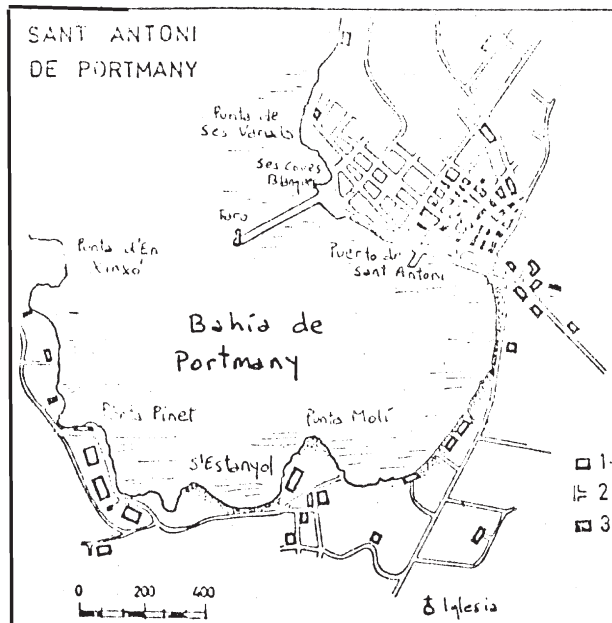 SANT ANTONI
DE PORTMANY
Punta de
Ses Variades
Ses Coves
Blanques
Faro
Puerto de
Sant Antoni
Punta d'En
Xinxó
Bahía de
Portmany
Punta Pinet
Punta Molí
S'Estanyol
1-
2
3
0 200 400
Iglesia